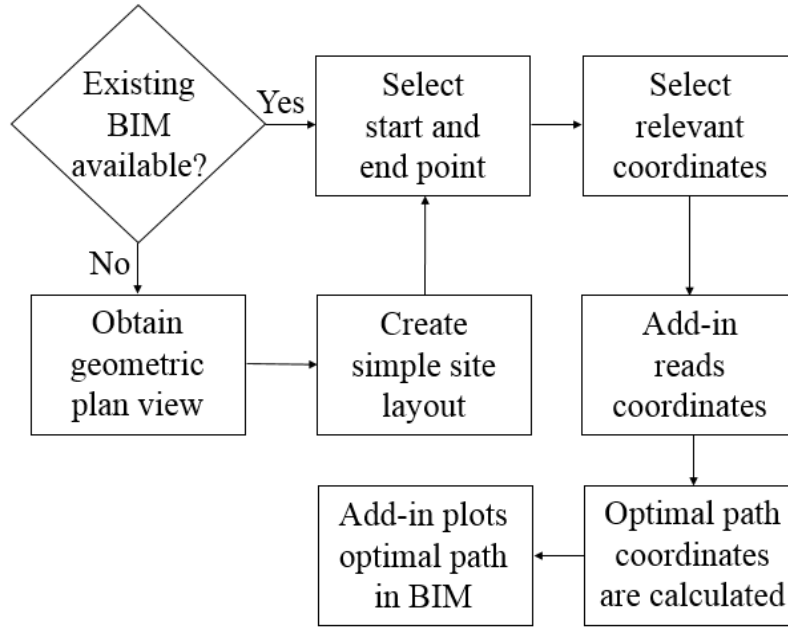 Existing
BIM
available?
Yes
Select
start and
end point
Select
relevant
coordinates
No
Obtain
geometric
plan view
Create
simple site
layout
Add-in
reads
coordinates
Add-in plots
optimal path
in BIM
Optimal path
coordinates
are calculated